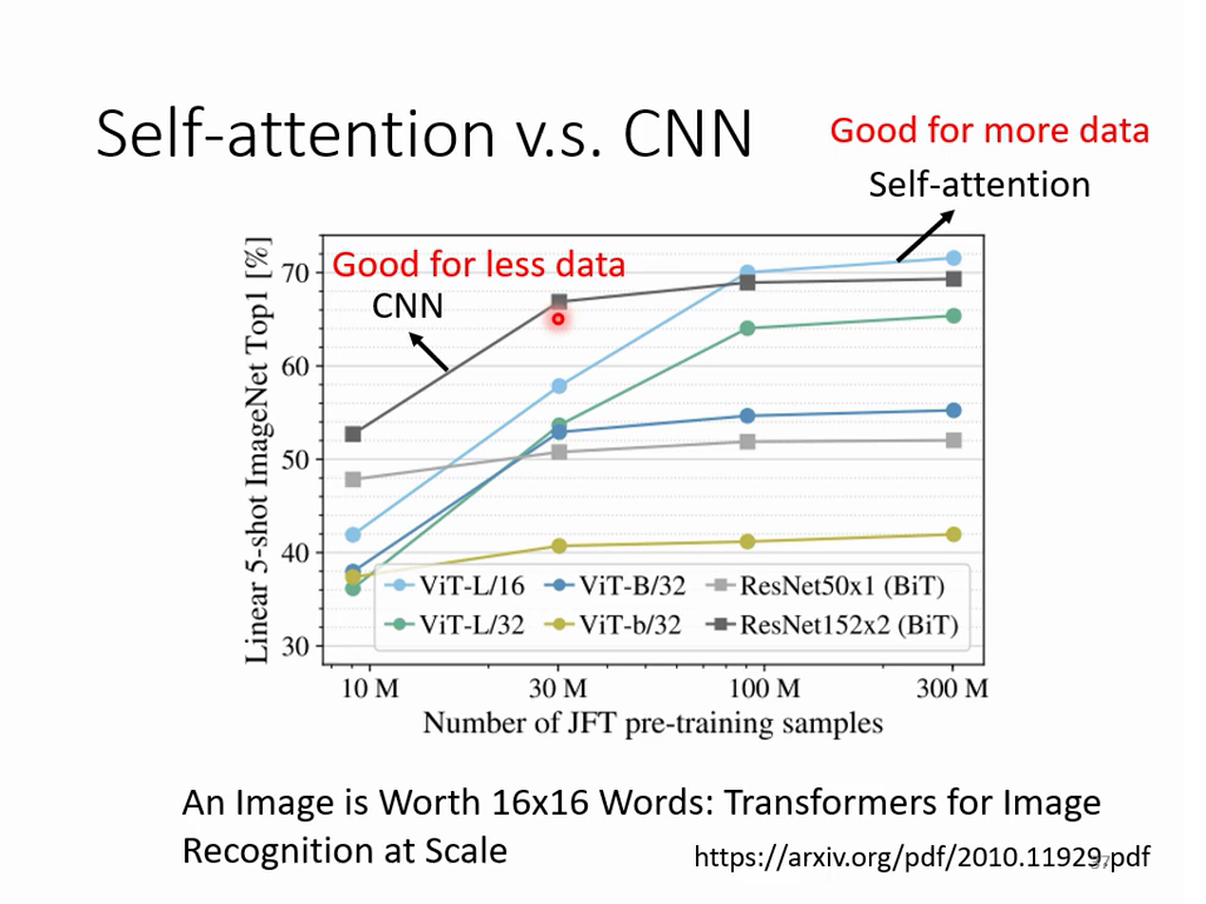 Self-attention v.s. CNN
Good for more data
Self-attention
Good for less data
CNN
Linear 5-shot ImageNet Top1 [%]
70
60
50
40
30
ViT-L/16 ViT-B/32 ResNet50x1 (BiT)
ViT-L/32 ViT-b/32 ResNet152x2 (BiT)
10 M 30 M 100 M 300 M
Number of JFT pre-training samples
An Image is Worth 16x16 Words: Transformers for Image
Recognition at Scale
https://arxiv.org/pdf/2010.11929.pdf
37